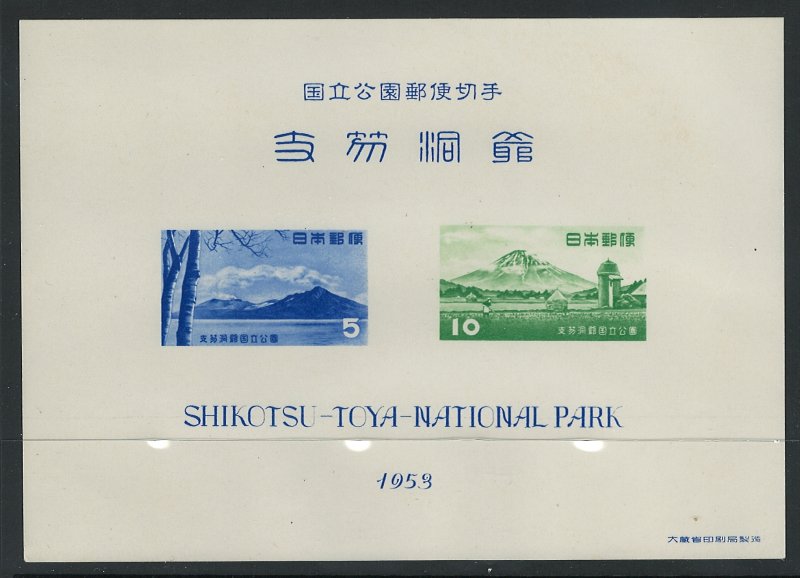 国立公園郵便切手
支笏洞爺
日本郵便
5
支笏洞爺国立公園
日本郵便
10
支笏洞爺国立公園
SHIKOTSU-TOYA-NATIONAL PARK
1953
大蔵省印刷局製造